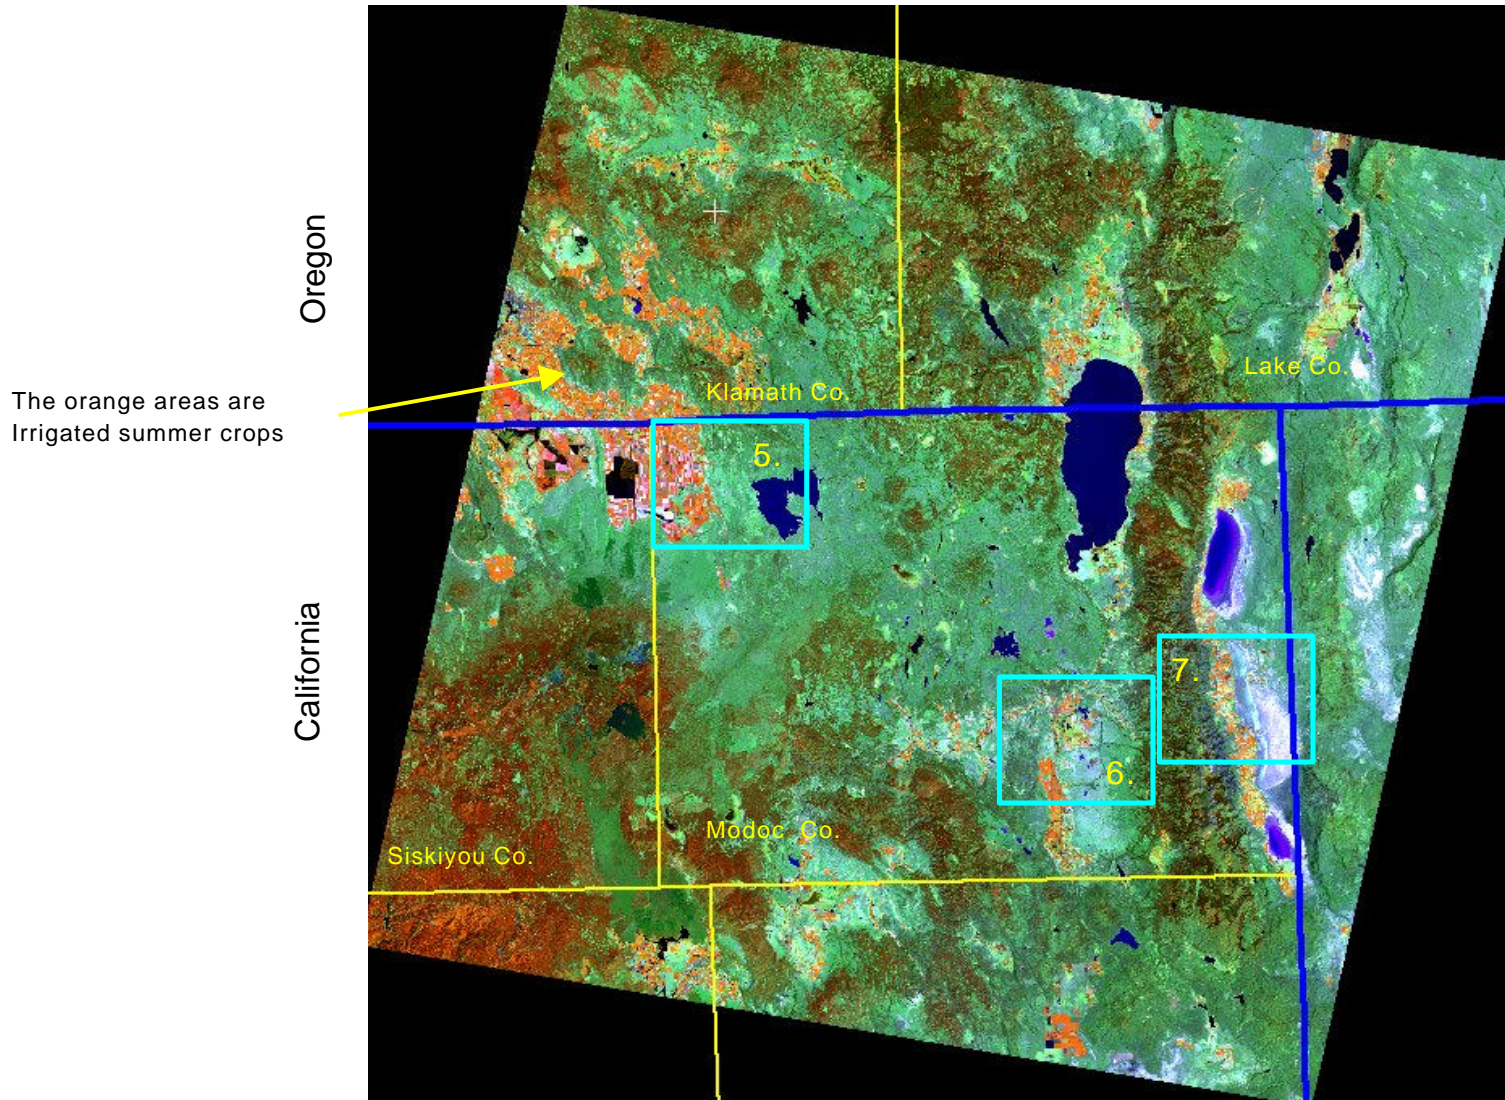 Oregon
Lake Co.
Klamath Co.
The orange areas are
Irrigated summer crops
5.
California
7.
6.
Modoc Co.
Siskiyou Co.